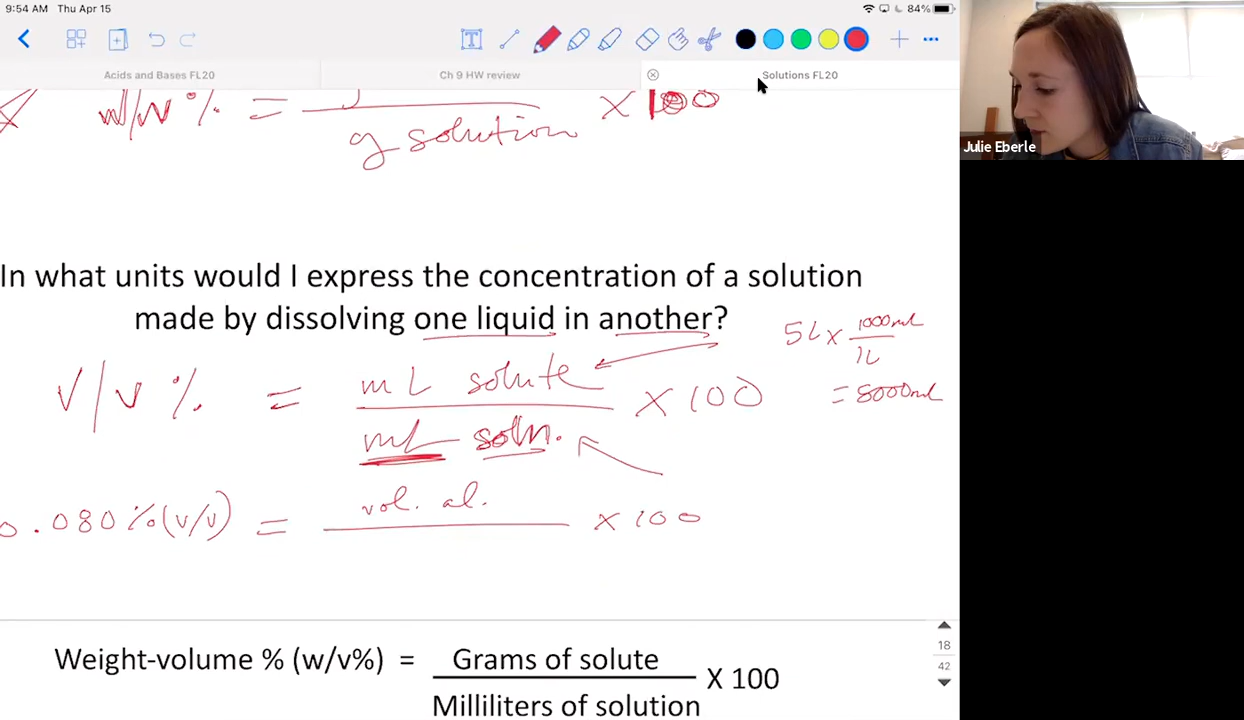 9:54 AM Thu Apr 15
84%
Acids and Bases FL20
Ch 9 HW review
Solutions FL20
Julie Eberle
w/w % = ――― × 100
g solution
In what units would I express the concentration of a solution
made by dissolving one liquid in another?
5L × 1000mL
1L
= 5000mL
v/v % = mL solute × 100
mL soln.
0.080 % (v/v) = vol. al. × 100
18
42
Weight-volume % (w/v%) = Grams of solute X 100
Milliliters of solution